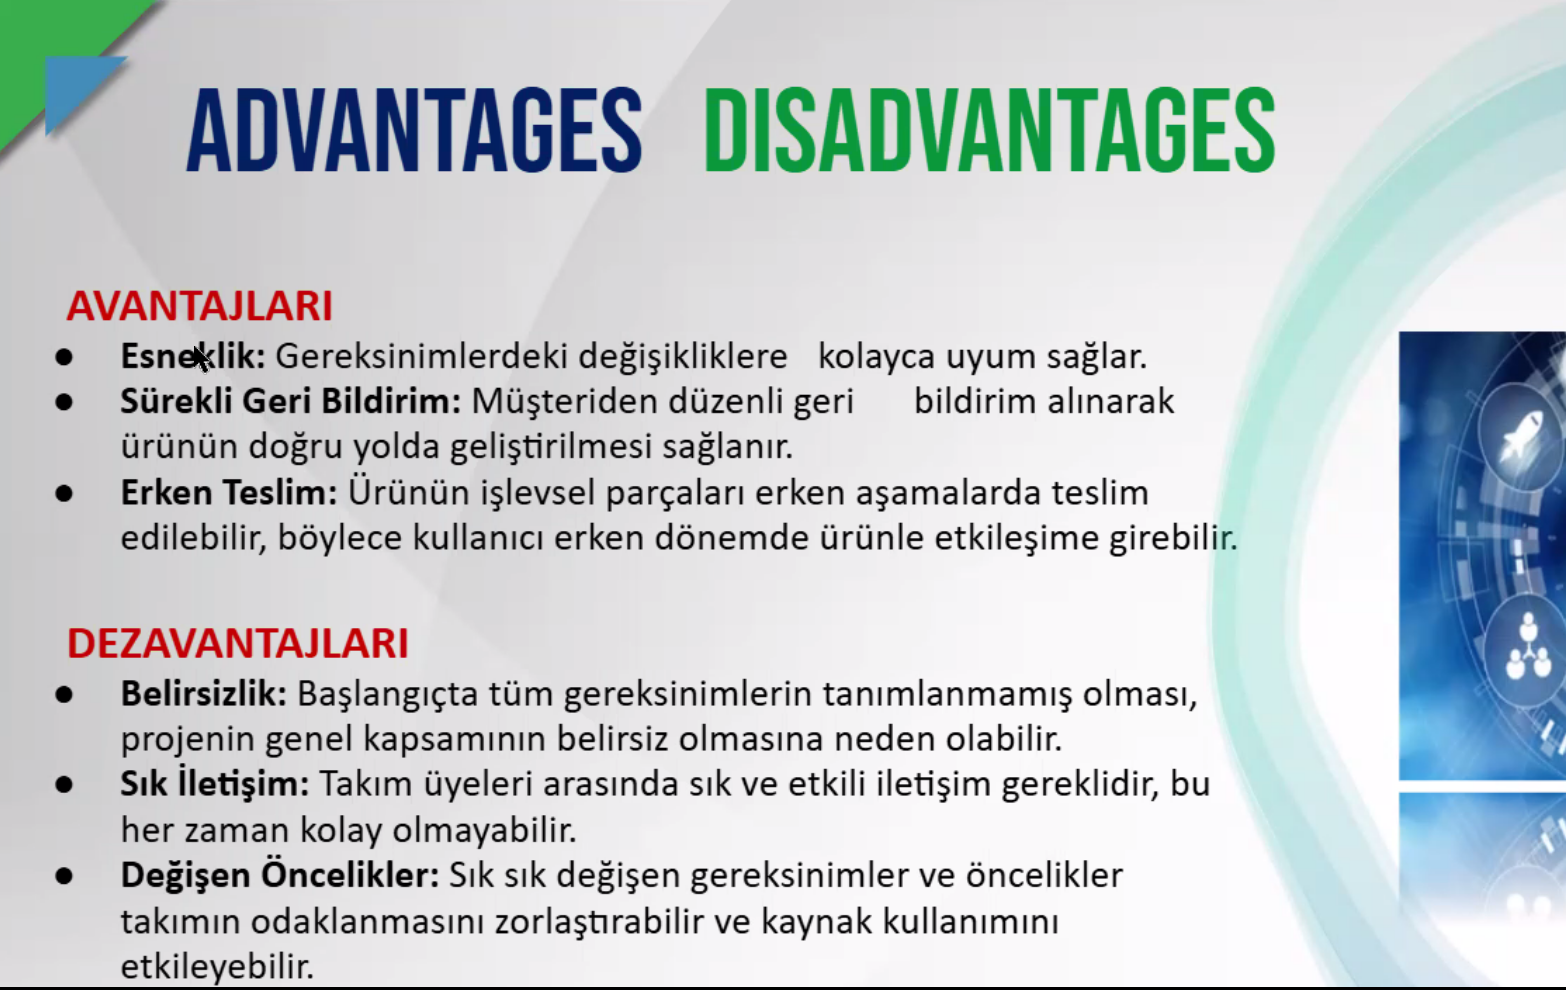 ADVANTAGES DISADVANTAGES
AVANTAJLARI
● Esneklik: Gereksinimlerdeki değişikliklere kolayca uyum sağlar.
● Sürekli Geri Bildirim: Müşteriden düzenli geri bildirim alınarak
ürünün doğru yolda geliştirilmesi sağlanır.
● Erken Teslim: Ürünün işlevsel parçaları erken aşamalarda teslim
edilebilir, böylece kullanıcı erken dönemde ürünle etkileşime girebilir.
DEZAVANTAJLARI
● Belirsizlik: Başlangıçta tüm gereksinimlerin tanımlanmamış olması,
projenin genel kapsamının belirsiz olmasına neden olabilir.
● Sık İletişim: Takım üyeleri arasında sık ve etkili iletişim gereklidir, bu
her zaman kolay olmayabilir.
● Değişen Öncelikler: Sık sık değişen gereksinimler ve öncelikler
takımın odaklanmasını zorlaştırabilir ve kaynak kullanımını
etkileyebilir.